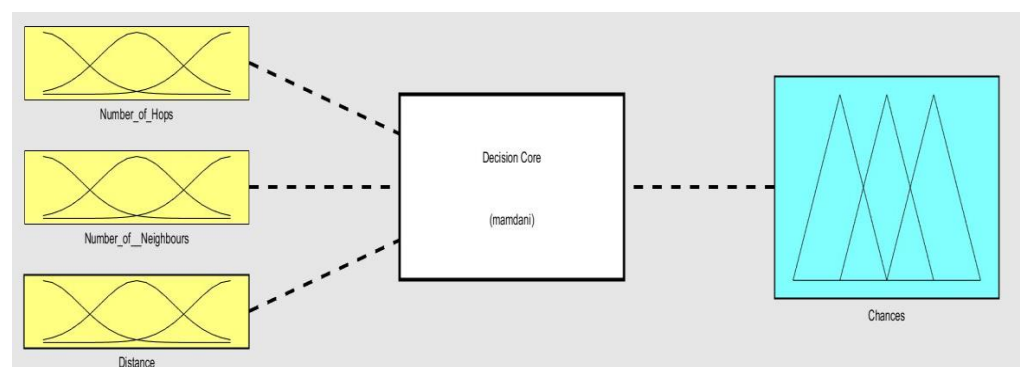 Number_of_Hops
Number_of__Neighbours
Distance
Decision Core
(mamdani)
Chances